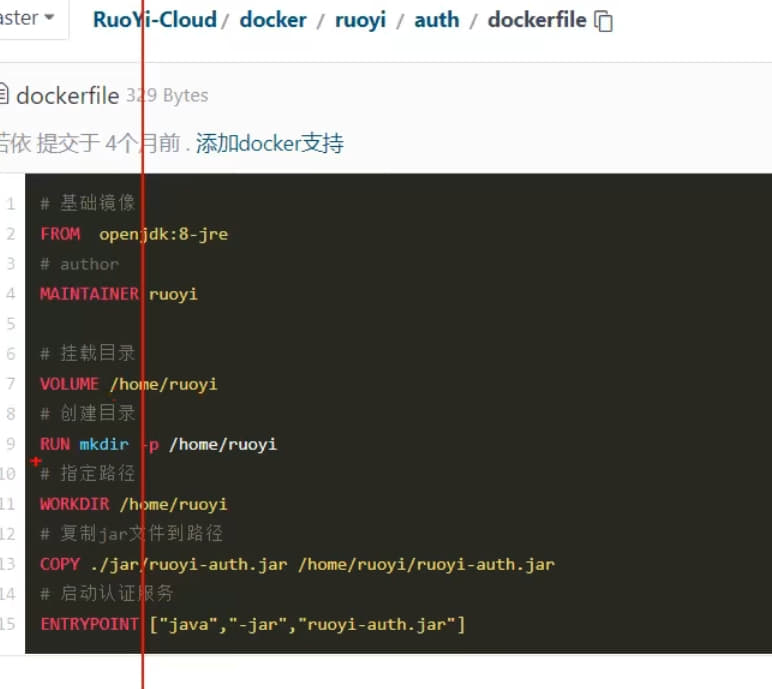 aster
RuoYi-Cloud / docker / ruoyi / auth / dockerfile
dockerfile 329 Bytes
若依 提交于 4个月前 . 添加docker支持
1 # 基础镜像
2 FROM  openjdk:8-jre
3 # author
4 MAINTAINER ruoyi
5
6 # 挂载目录
7 VOLUME /home/ruoyi
8 # 创建目录
9 RUN mkdir -p /home/ruoyi
10 # 指定路径
11 WORKDIR /home/ruoyi
12 # 复制jar文件到路径
13 COPY ./jar/ruoyi-auth.jar /home/ruoyi/ruoyi-auth.jar
14 # 启动认证服务
15 ENTRYPOINT ["java","-jar","ruoyi-auth.jar"]